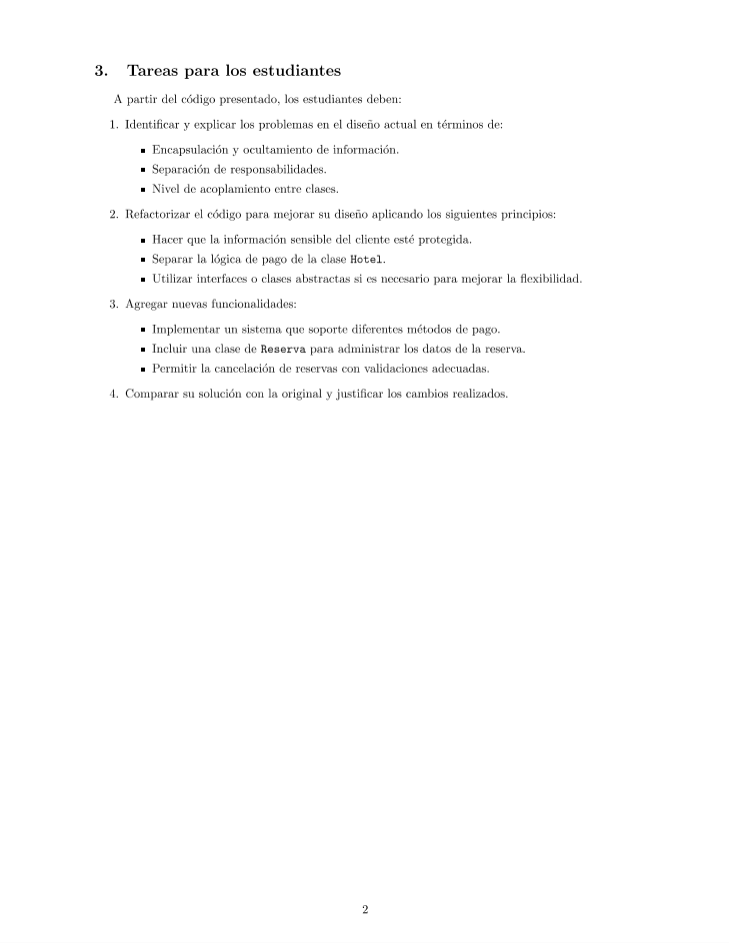 3. Tareas para los estudiantes
A partir del código presentado, los estudiantes deben:
1. Identificar y explicar los problemas en el diseño actual en términos de:
▪ Encapsulación y ocultamiento de información.
▪ Separación de responsabilidades.
▪ Nivel de acoplamiento entre clases.
2. Refactorizar el código para mejorar su diseño aplicando los siguientes principios:
▪ Hacer que la información sensible del cliente esté protegida.
▪ Separar la lógica de pago de la clase Hotel.
▪ Utilizar interfaces o clases abstractas si es necesario para mejorar la flexibilidad.
3. Agregar nuevas funcionalidades:
▪ Implementar un sistema que soporte diferentes métodos de pago.
▪ Incluir una clase de Reserva para administrar los datos de la reserva.
▪ Permitir la cancelación de reservas con validaciones adecuadas.
4. Comparar su solución con la original y justificar los cambios realizados.
2